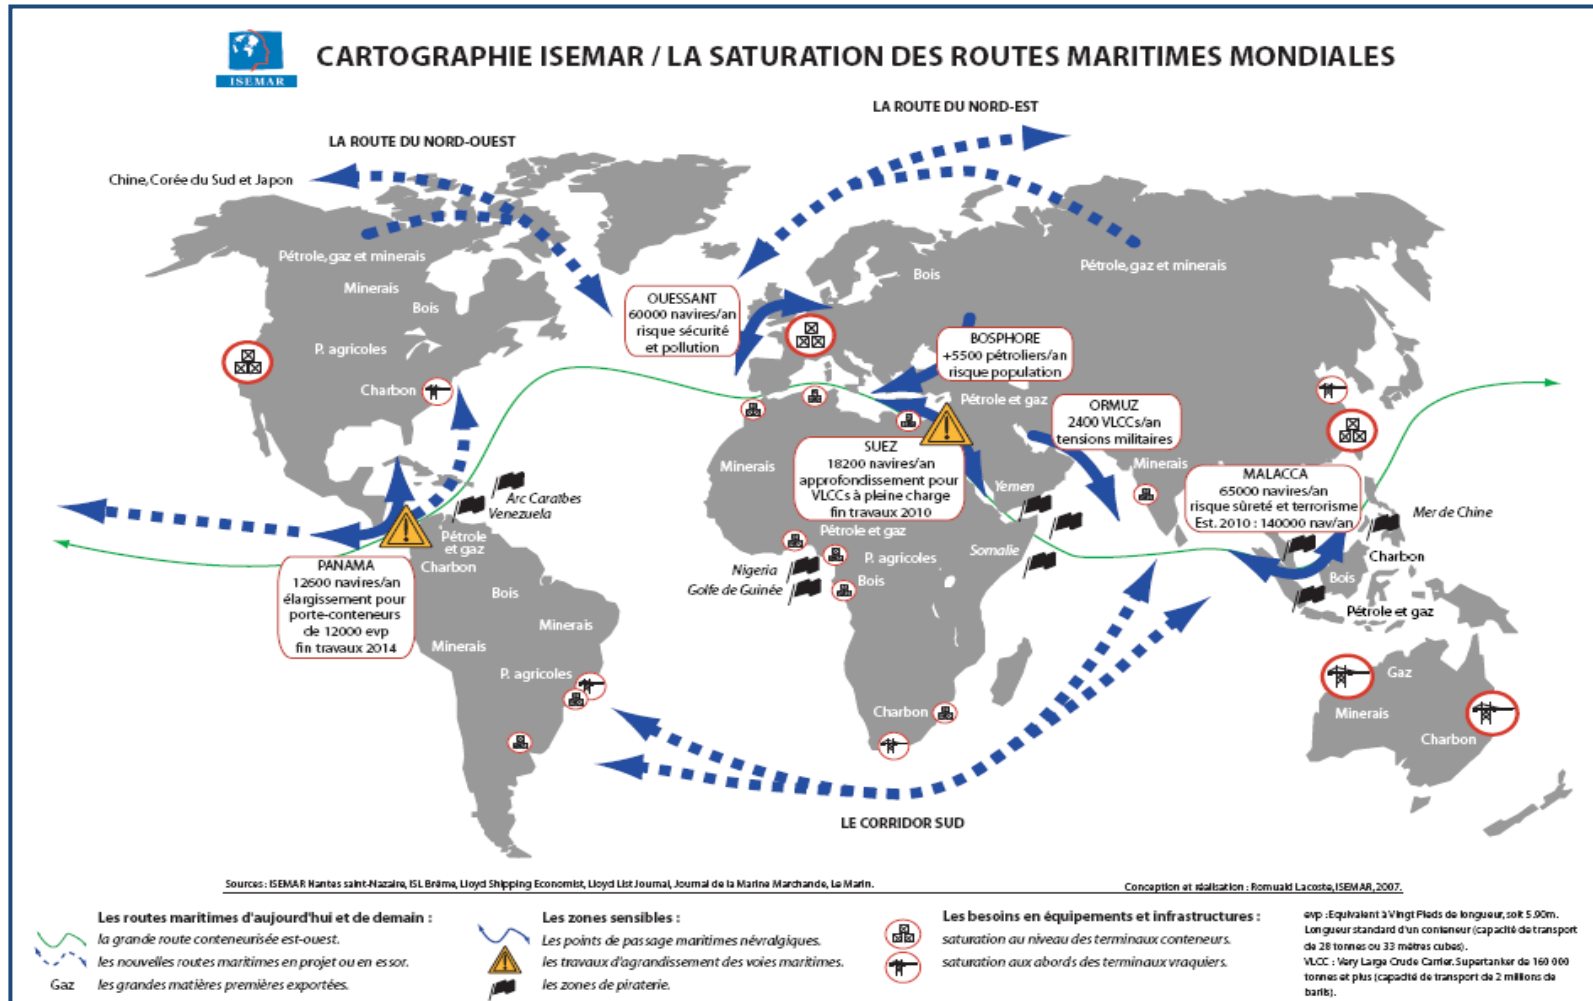 ISEMAR
CARTOGRAPHIE ISEMAR / LA SATURATION DES ROUTES MARITIMES MONDIALES
LA ROUTE DU NORD-EST
LA ROUTE DU NORD-OUEST
Chine, Corée du Sud et Japon
Pétrole, gaz et minerais
Minerais
Bois
P. agricoles
Charbon
OUESSANT
60000 navires/an
risque sécurité
et pollution
Bois
Pétrole, gaz et minerais
BOSPHORE
+5500 pétroliers/an
risque population
Pétrole et gaz
ORMUZ
2400 VLCCs/an
tensions militaires
SUEZ
18200 navires/an
approfondissement pour
VLCCs à pleine charge
fin travaux 2010
Minerais
Minerais
MALACCA
65000 navires/an
risque sûreté et terrorisme
Est. 2010 : 140000 nav/an
Mer de Chine
Arc Caraïbes
Venezuela
Yemen
Somalie
Pétrole
et gaz
Charbon
PANAMA
12600 navires/an
élargissement pour
porte-conteneurs
de 12000 evp
fin travaux 2014
Pétrole et gaz
P. agricoles
Nigeria
Golfe de Guinée
Bois
Charbon
Bois
Pétrole et gaz
Bois
Minerais
Minerais
P. agricoles
Charbon
Gaz
Minerais
Charbon
LE CORRIDOR SUD
Sources : ISEMAR Nantes saint-Nazaire, ISL Brême, Lloyd Shipping Economist, Lloyd List Journal, Journal de la Marine Marchande, Le Marin.
Conception et réalisation : Romuald Lacoste, ISEMAR, 2007.
Les routes maritimes d'aujourd'hui et de demain :
la grande route conteneurisée est-ouest.
les nouvelles routes maritimes en projet ou en essor.
Gaz les grandes matières premières exportées.
Les zones sensibles :
Les points de passage maritimes névralgiques.
les travaux d'agrandissement des voies maritimes.
les zones de piraterie.
Les besoins en équipements et infrastructures :
saturation au niveau des terminaux conteneurs.
saturation aux abords des terminaux vraquiers.
evp : Equivalent à Vingt Pieds de longueur, soit 5.90m.
Longueur standard d'un conteneur (capacité de transport
de 28 tonnes ou 33 mètres cubes).
VLCC : Very Large Crude Carrier. Supertanker de 160 000
tonnes et plus (capacité de transport de 2 millions de
barils).